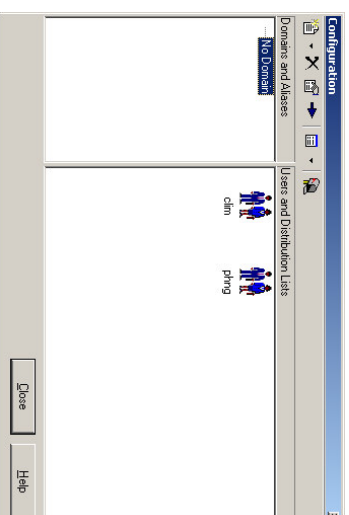 Configuration
Domains and Aliases
Users and Distribution Lists
No Domain
clim
phng
Close
Help